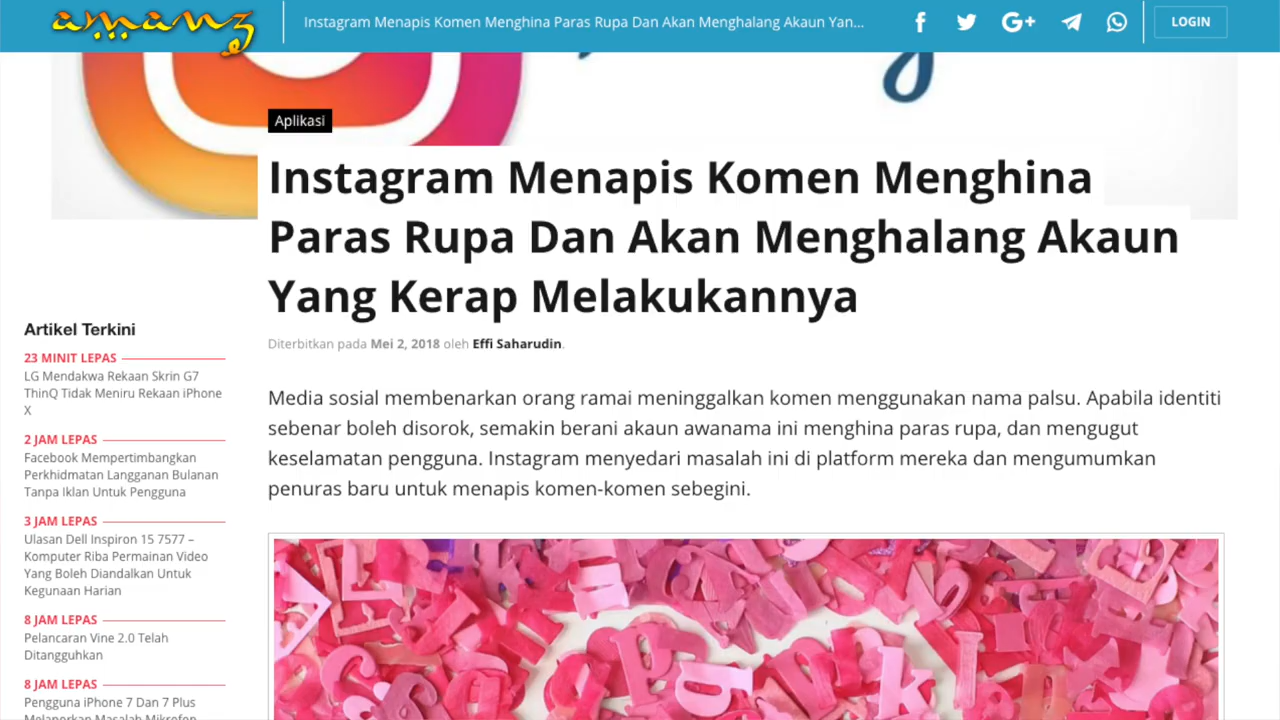 amanz
Instagram Menapis Komen Menghina Paras Rupa Dan Akan Menghalang Akaun Yan...
LOGIN
Aplikasi
Instagram Menapis Komen Menghina
Paras Rupa Dan Akan Menghalang Akaun
Yang Kerap Melakukannya
Diterbitkan pada Mei 2, 2018 oleh Effi Saharudin.
Artikel Terkini
23 MINIT LEPAS
LG Mendakwa Rekaan Skrin G7
ThinQ Tidak Meniru Rekaan iPhone
X
2 JAM LEPAS
Facebook Mempertimbangkan
Perkhidmatan Langganan Bulanan
Tanpa Iklan Untuk Pengguna
3 JAM LEPAS
Ulasan Dell Inspiron 15 7577 –
Komputer Riba Permainan Video
Yang Boleh Diandalkan Untuk
Kegunaan Harian
8 JAM LEPAS
Pelancaran Vine 2.0 Telah
Ditangguhkan
8 JAM LEPAS
Pengguna iPhone 7 Dan 7 Plus
Melaporkan Masalah Mikrofon
Media sosial membenarkan orang ramai meninggalkan komen menggunakan nama palsu. Apabila identiti
sebenar boleh disorok, semakin berani akaun awanama ini menghina paras rupa, dan mengugut
keselamatan pengguna. Instagram menyedari masalah ini di platform mereka dan mengumumkan
penuras baru untuk menapis komen-komen sebegini.